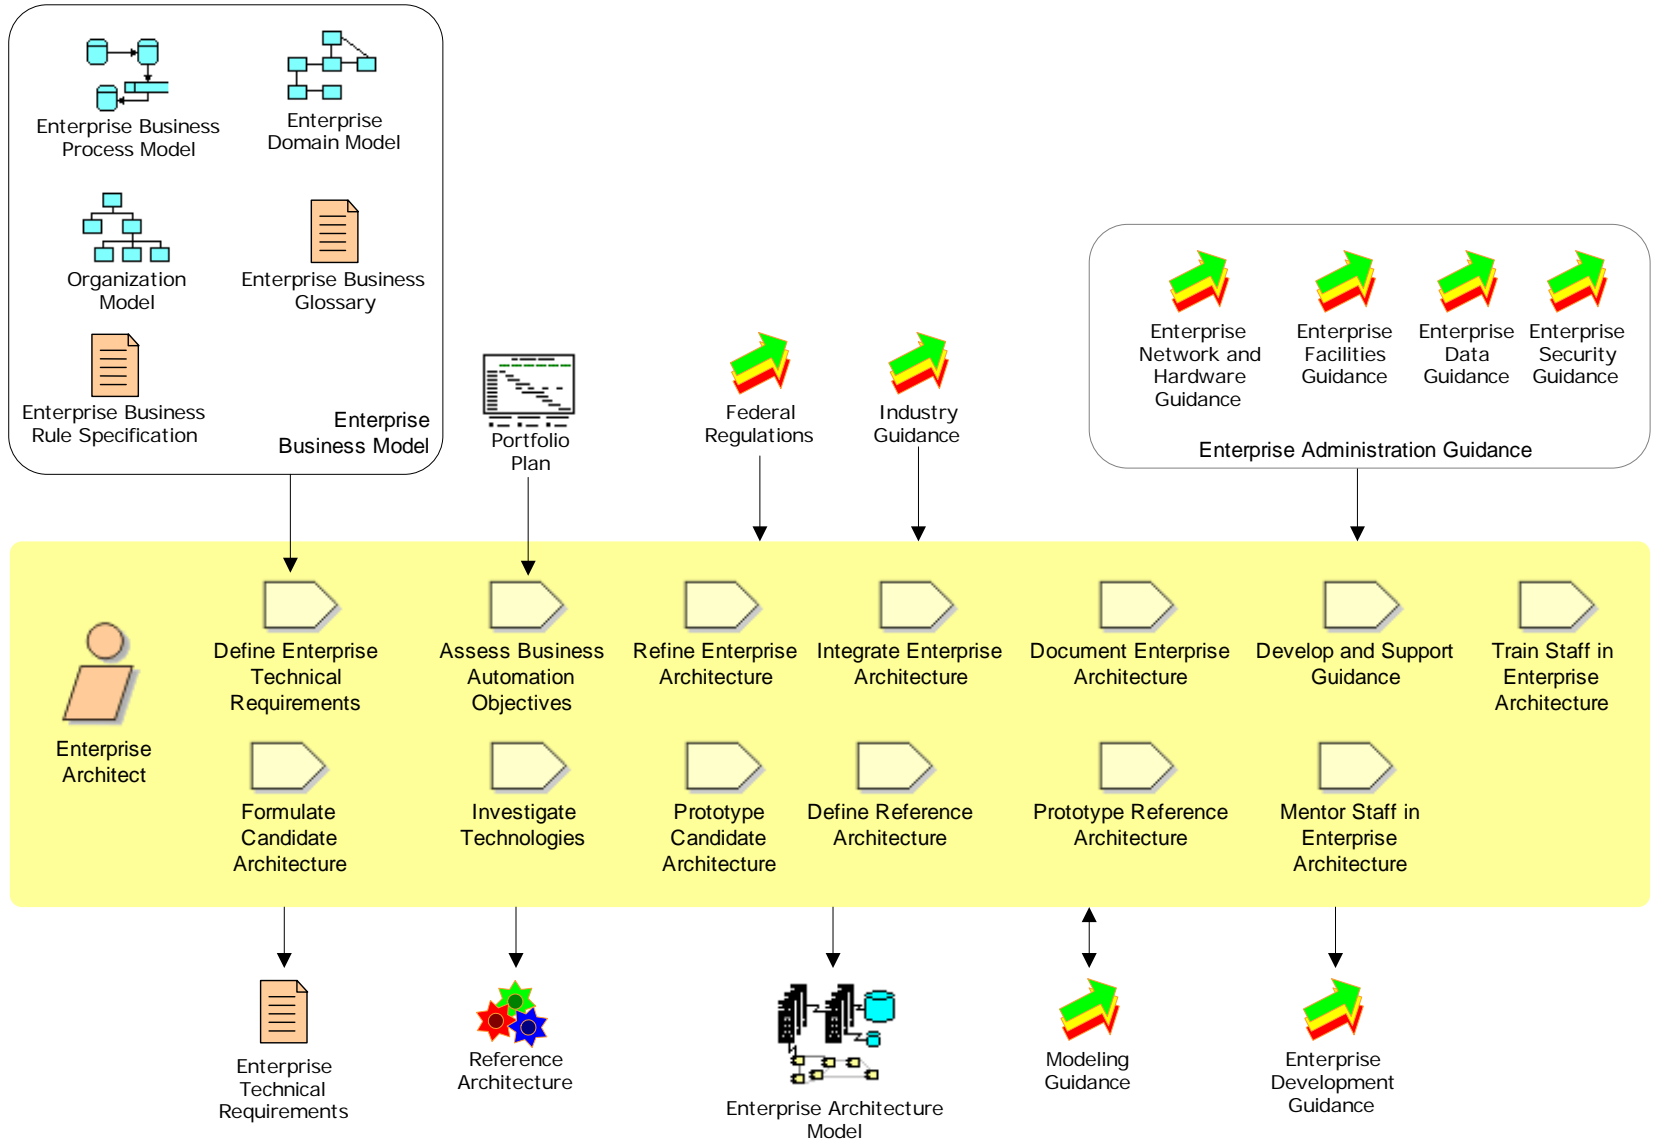 Enterprise Business
Process Model
Enterprise
Domain Model
Organization
Model
Enterprise Business
Glossary
Enterprise Business
Rule Specification
Enterprise
Business Model
Portfolio
Plan
Federal
Regulations
Industry
Guidance
Enterprise
Network and
Hardware
Guidance
Enterprise
Facilities
Guidance
Enterprise
Data
Guidance
Enterprise
Security
Guidance
Enterprise Administration Guidance
Enterprise
Architect
Define Enterprise
Technical
Requirements
Assess Business
Automation
Objectives
Refine Enterprise
Architecture
Integrate Enterprise
Architecture
Document Enterprise
Architecture
Develop and Support
Guidance
Train Staff in
Enterprise
Architecture
Formulate
Candidate
Architecture
Investigate
Technologies
Prototype
Candidate
Architecture
Define Reference
Architecture
Prototype Reference
Architecture
Mentor Staff in
Enterprise
Architecture
Enterprise
Technical
Requirements
Reference
Architecture
Enterprise Architecture
Model
Modeling
Guidance
Enterprise
Development
Guidance